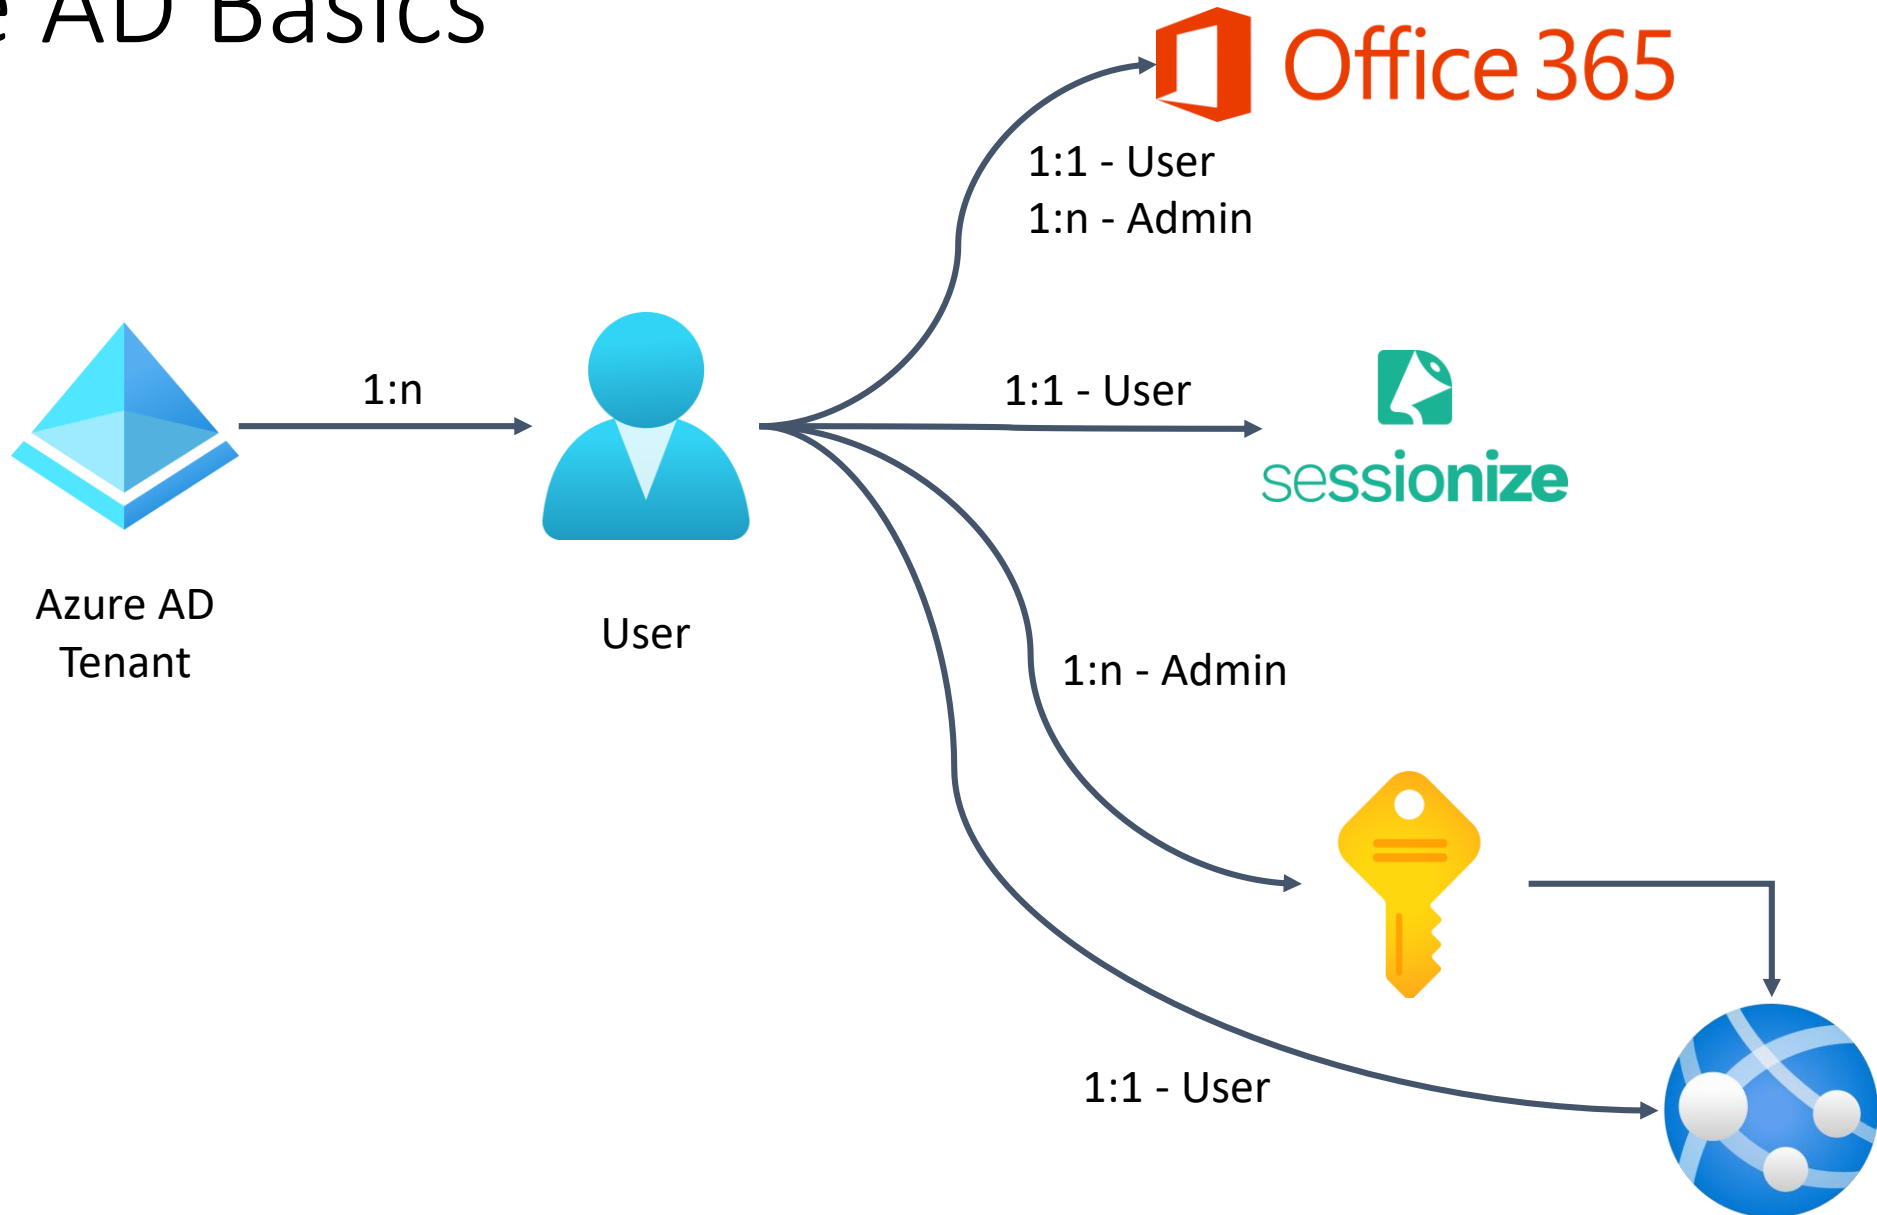 AD Basics
Office 365
1:1 - User
1:n - Admin
1:n
1:1 - User
sessionize
Azure AD
Tenant
User
1:n - Admin
1:1 - User